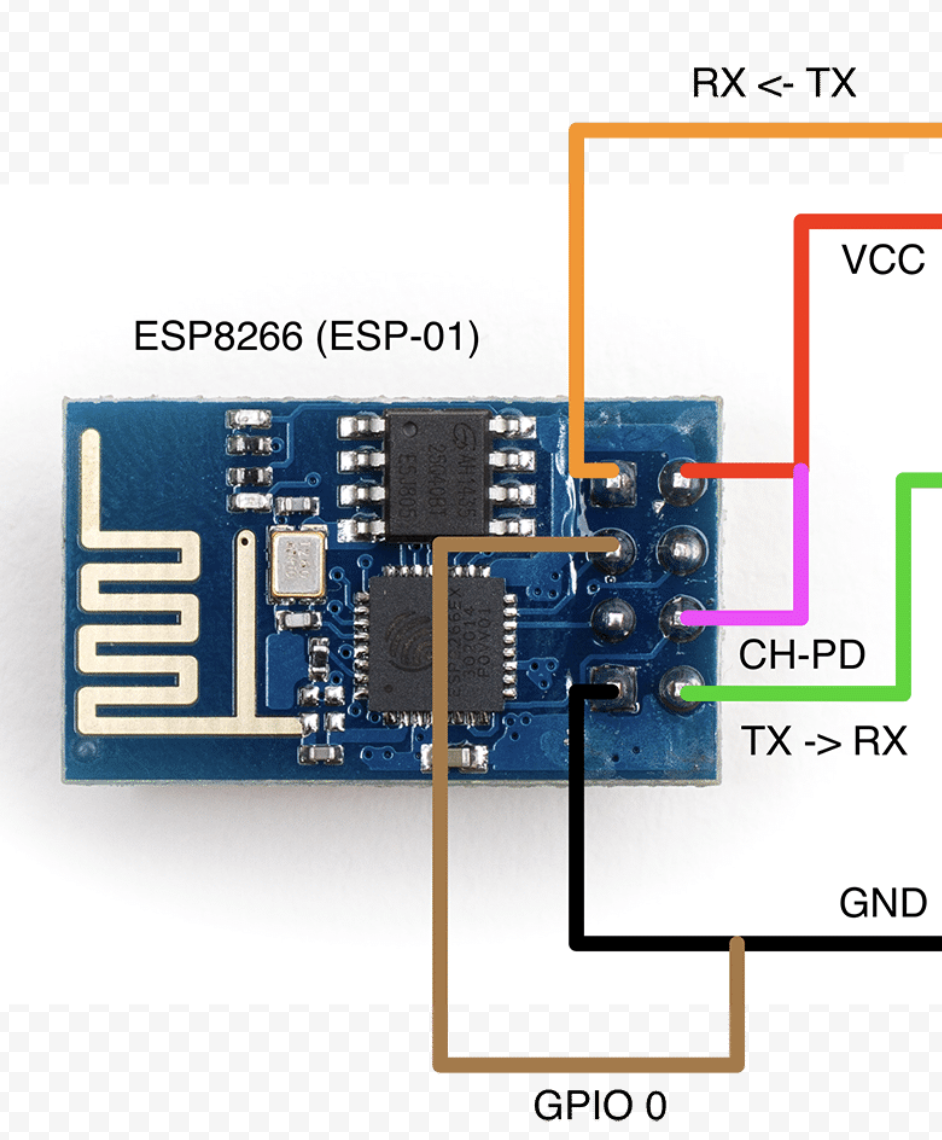 RX <- TX
VCC
ESP8266 (ESP-01)
CH-PD
TX -> RX
GND
GPIO 0